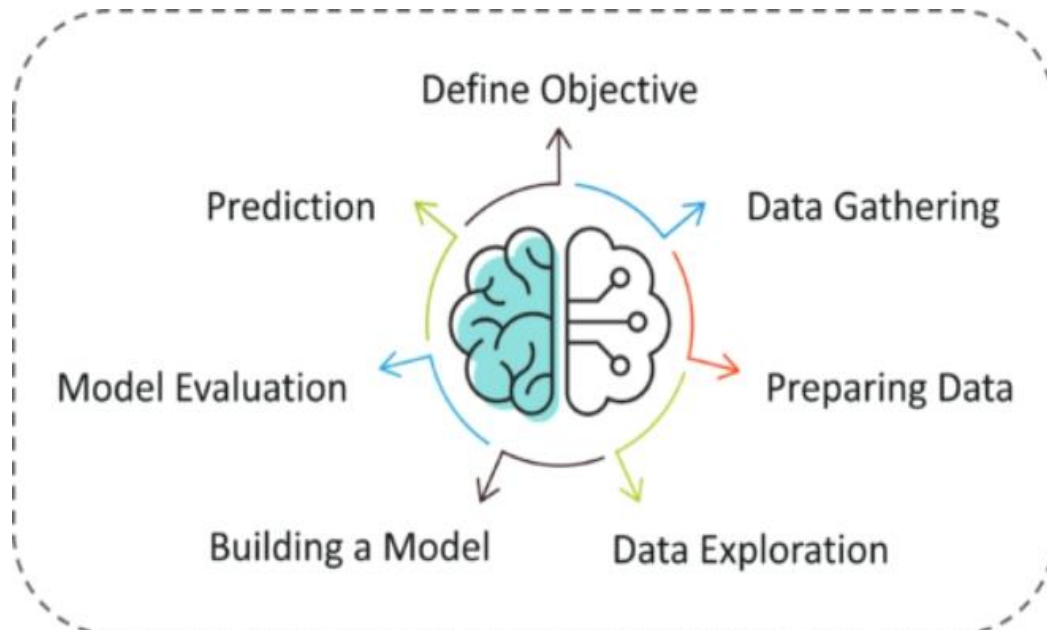 Define Objective
Data Gathering
Preparing Data
Data Exploration
Building a Model
Model Evaluation
Prediction